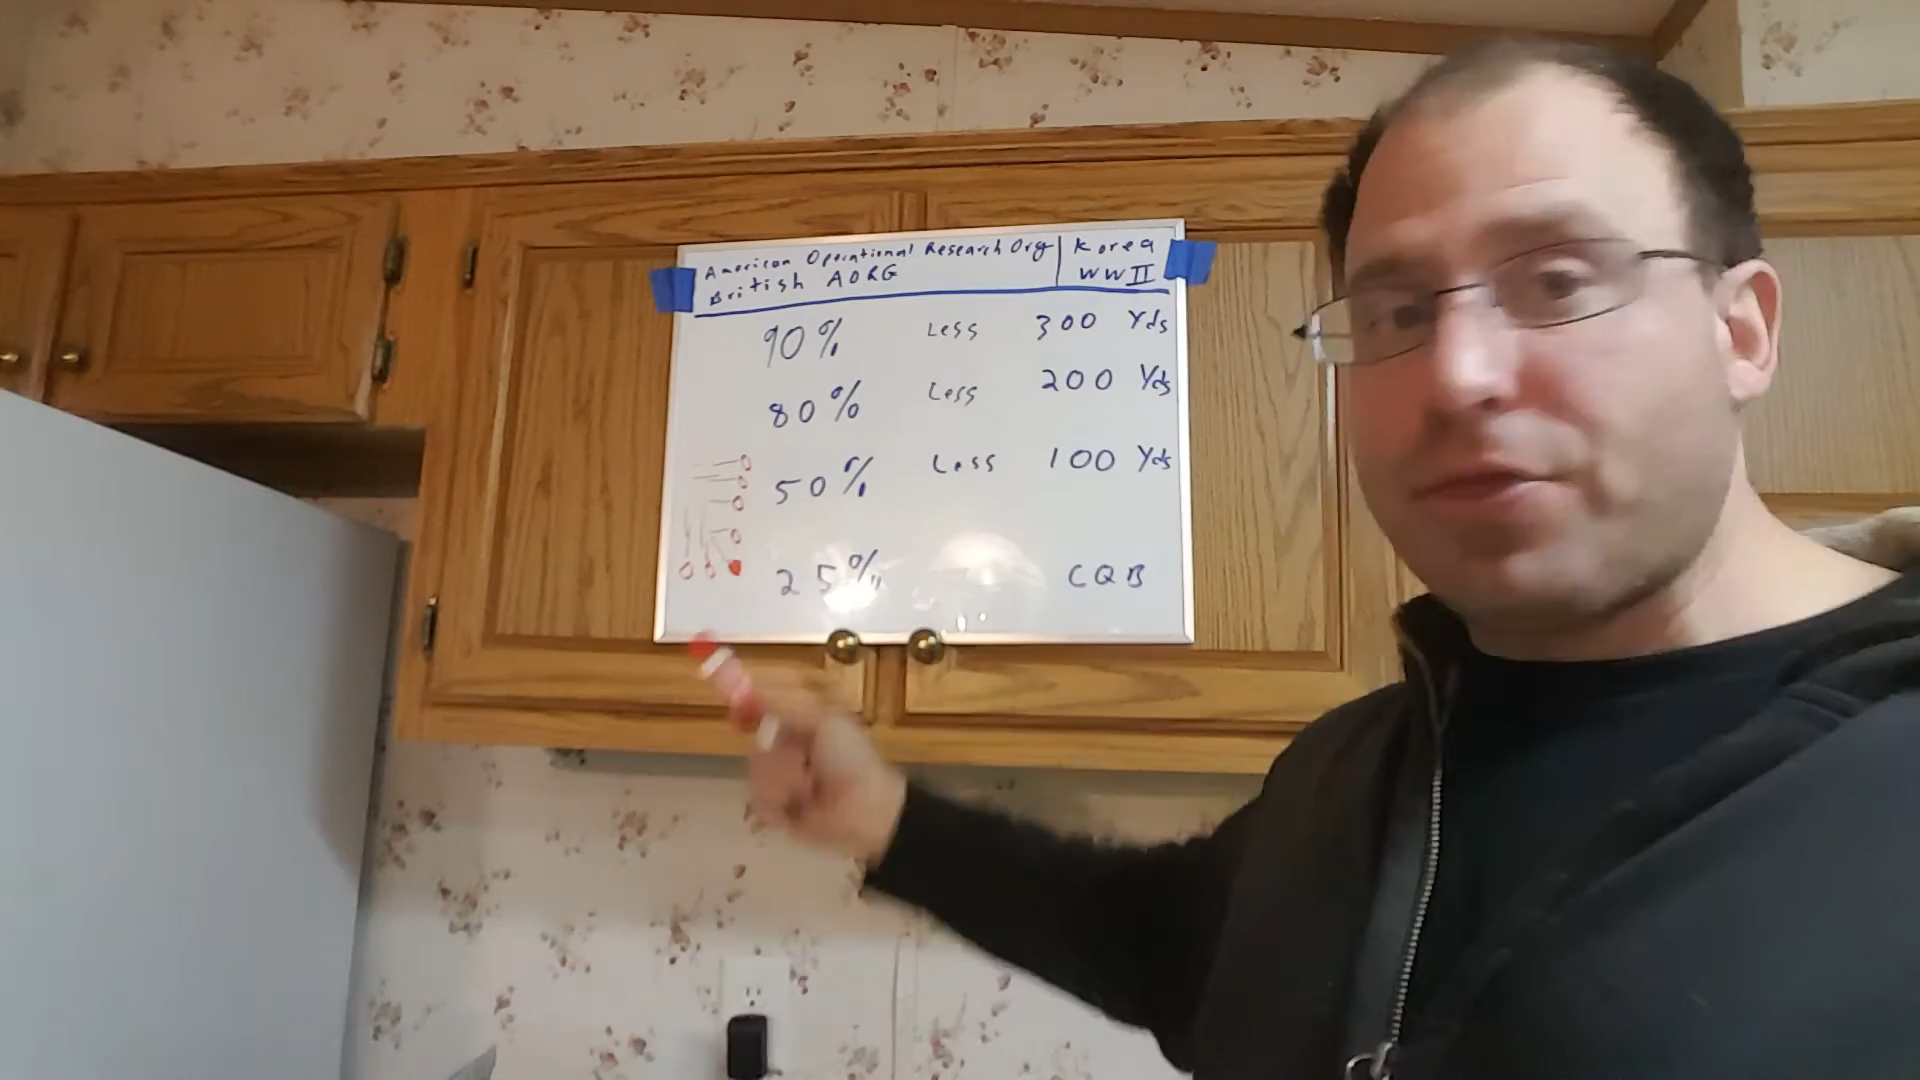 American Operational Research Org | Korea
British AORG WWII
90% Less 300 Yds
80% Less 200 Yds
50% Less 100 Yds
25% CQB